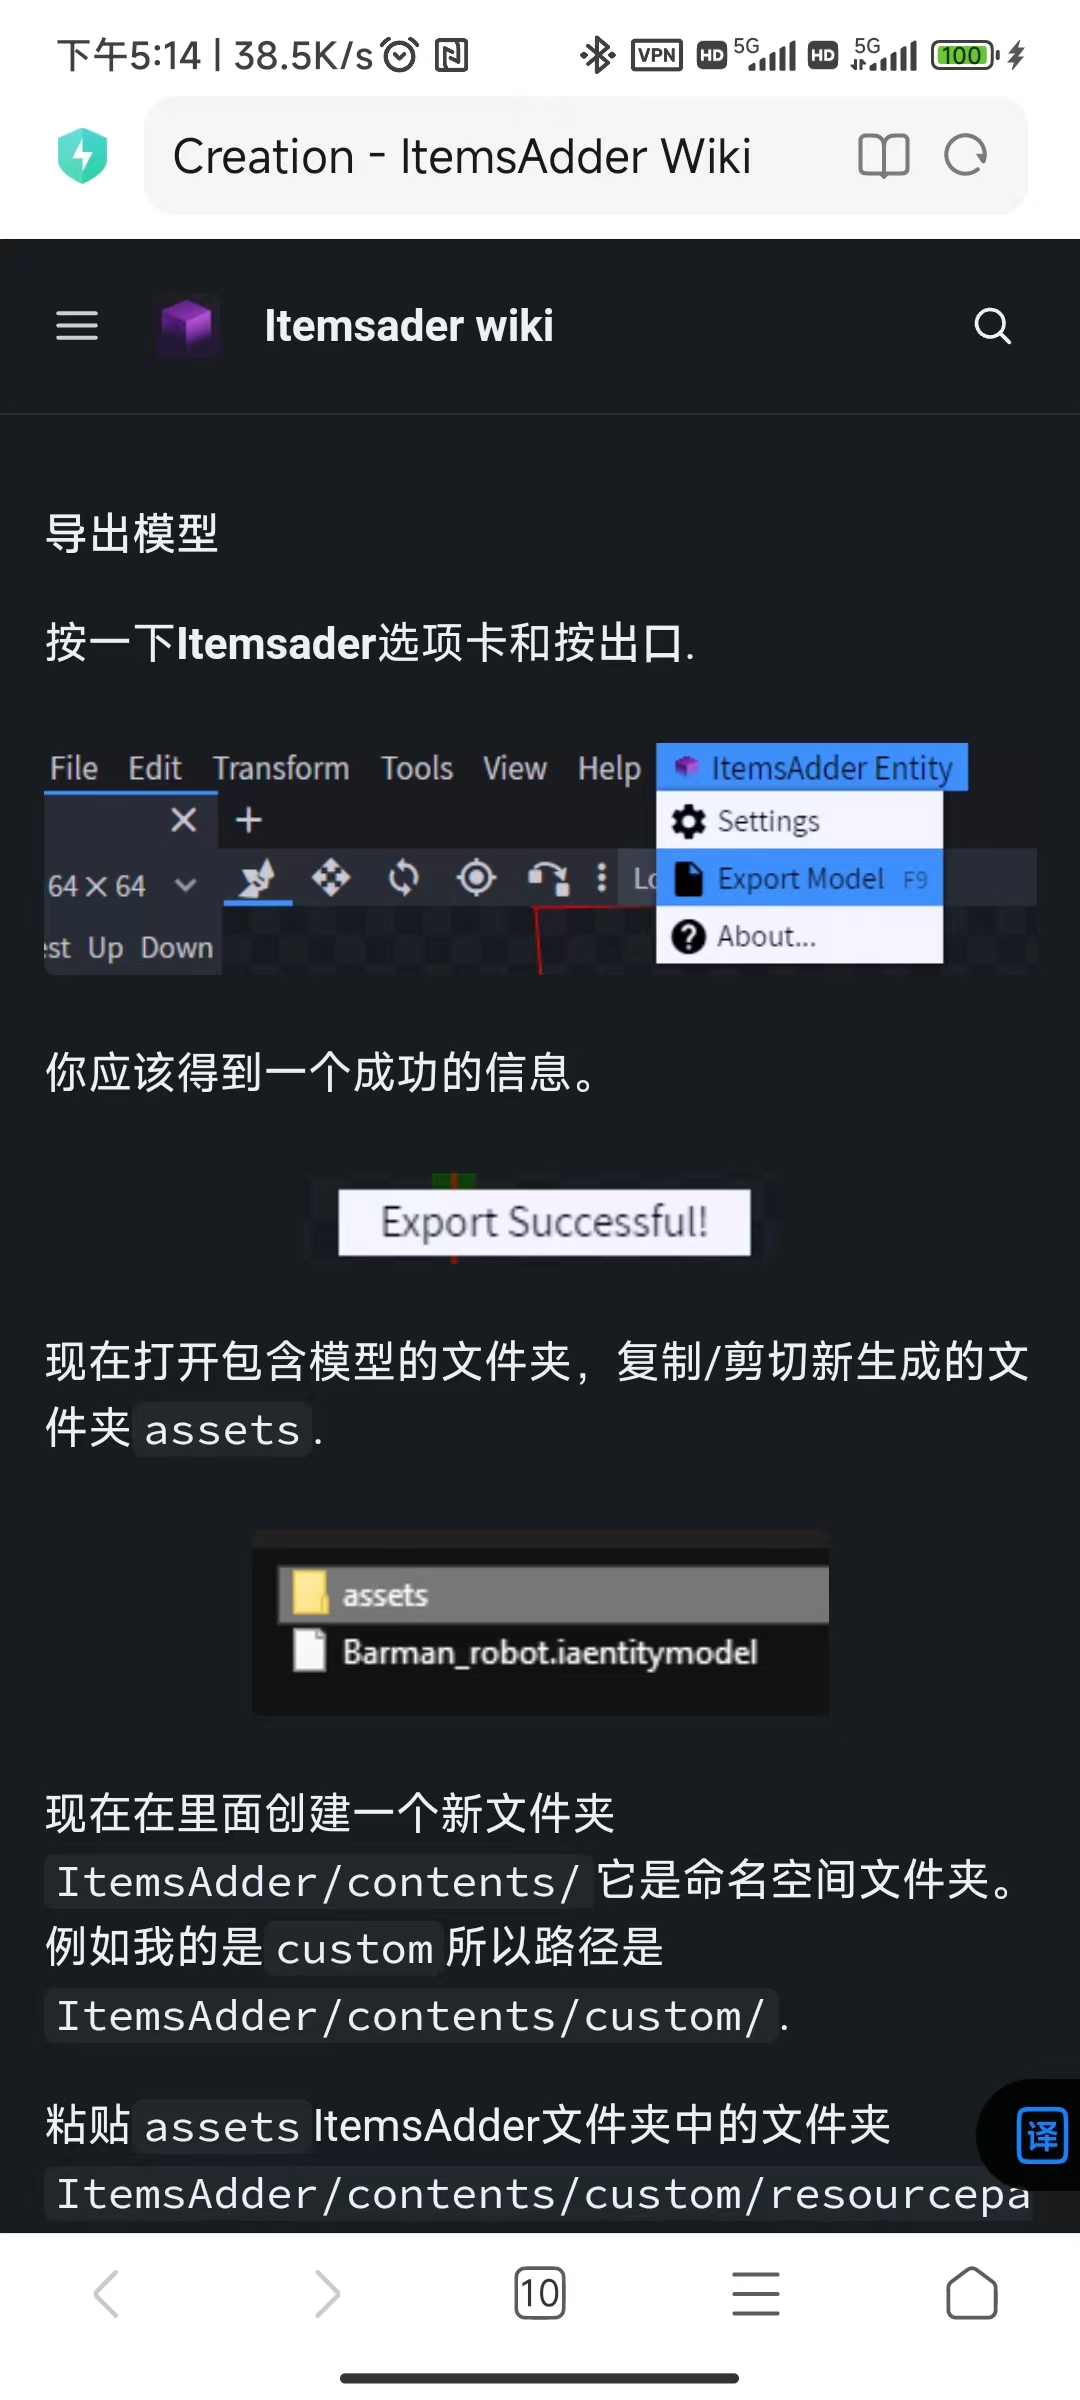 下午5:14 | 38.5K/s VPN HD 5G HD 5G 100
Creation - ItemsAdder Wiki
Itemsader wiki
导出模型
按一下Itemsader选项卡和按出口.
File Edit Transform Tools View Help ItemsAdder Entity
Settings
64 × 64 Lo Export Model F9
est Up Down About...
你应该得到一个成功的信息。
Export Successful!
现在打开包含模型的文件夹，复制/剪切新生成的文
件夹 assets .
assets
Barman_robot.iaentitymodel
现在在里面创建一个新文件夹
ItemsAdder/contents/ 它是命名空间文件夹。
例如我的是 custom 所以路径是
ItemsAdder/contents/custom/ .
粘贴 assets ItemsAdder文件夹中的文件夹
译
ItemsAdder/contents/custom/resourcepa
10